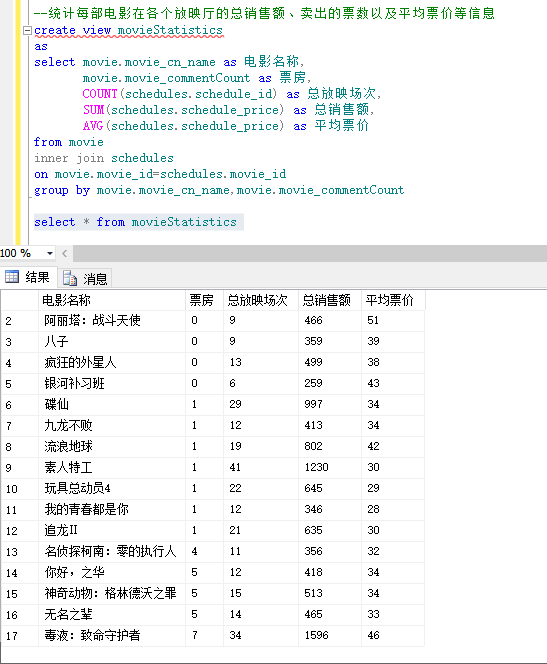 --统计每部电影在各个放映厅的总销售额、卖出的票数以及平均票价等信息
create view movieStatistics
as
select movie.movie_cn_name as 电影名称,
movie.movie_commentCount as 票房,
COUNT(schedules.schedule_id) as 总放映场次,
SUM(schedules.schedule_price) as 总销售额,
AVG(schedules.schedule_price) as 平均票价
from movie
inner join schedules
on movie.movie_id=schedules.movie_id
group by movie.movie_cn_name,movie.movie_commentCount
select * from movieStatistics
100 %
结果 消息
电影名称 票房 总放映场次 总销售额 平均票价
2 阿丽塔：战斗天使 0 9 466 51
3 八子 0 9 359 39
4 疯狂的外星人 0 13 499 38
5 银河补习班 0 6 259 43
6 碟仙 1 29 997 34
7 九龙不败 1 12 413 34
8 流浪地球 1 19 802 42
9 素人特工 1 41 1230 30
10 玩具总动员4 1 22 645 29
11 我的青春都是你 1 12 346 28
12 追龙Ⅱ 1 21 635 30
13 名侦探柯南：零的执行人 4 11 356 32
14 你好，之华 5 12 418 34
15 神奇动物：格林德沃之罪 5 15 513 34
16 无名之辈 5 14 465 33
17 毒液：致命守护者 7 34 1596 46